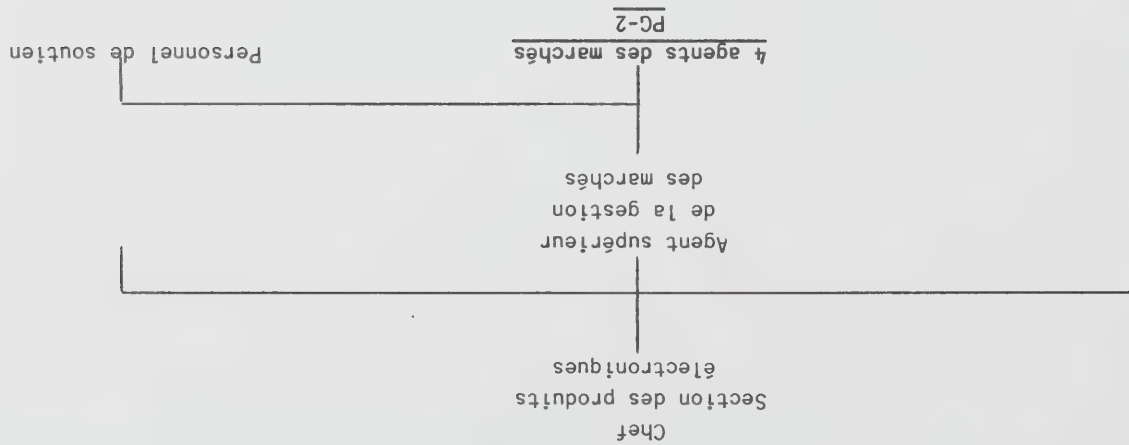 Chef
Section des produits
électroniques
Agent supérieur
de la gestion
des marchés
4 agents des marchés
PG-2
Personnel de soutien